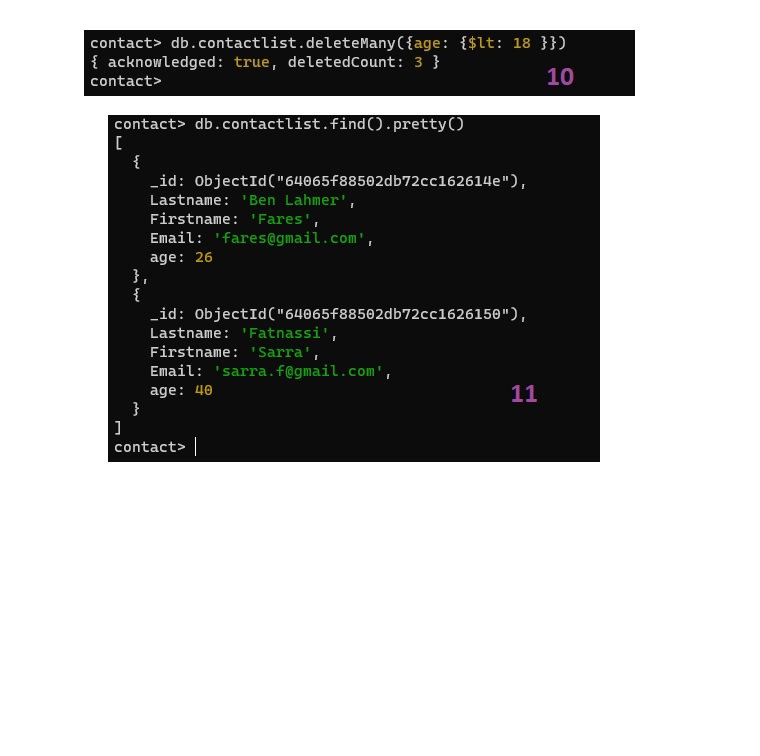 contact> db.contactlist.deleteMany({age: {$lt: 18 }})
{ acknowledged: true, deletedCount: 3 }
contact>
10
contact> db.contactlist.find().pretty()
[
  {
    _id: ObjectId("64065f88502db72cc162614e"),
    Lastname: 'Ben Lahmer',
    Firstname: 'Fares',
    Email: 'fares@gmail.com',
    age: 26
  },
  {
    _id: ObjectId("64065f88502db72cc1626150"),
    Lastname: 'Fatnassi',
    Firstname: 'Sarra',
    Email: 'sarra.f@gmail.com',
    age: 40
  }
]
contact>
11